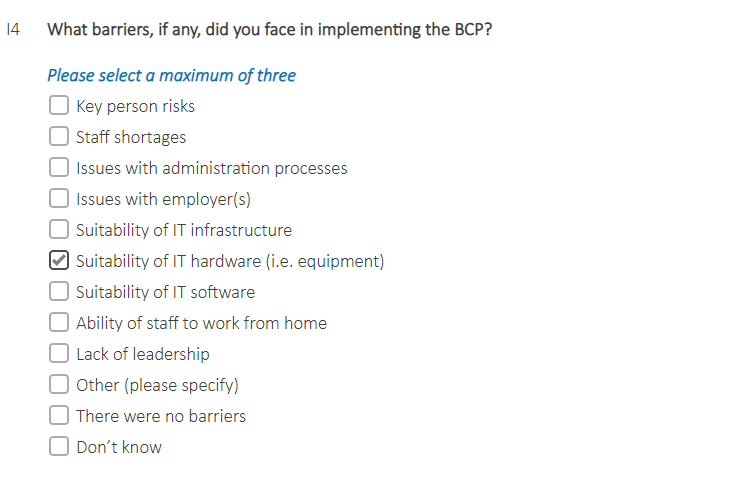 I4 What barriers, if any, did you face in implementing the BCP?
Please select a maximum of three
Key person risks
Staff shortages
Issues with administration processes
Issues with employer(s)
Suitability of IT infrastructure
Suitability of IT hardware (i.e. equipment)
Suitability of IT software
Ability of staff to work from home
Lack of leadership
Other (please specify)
There were no barriers
Don’t know